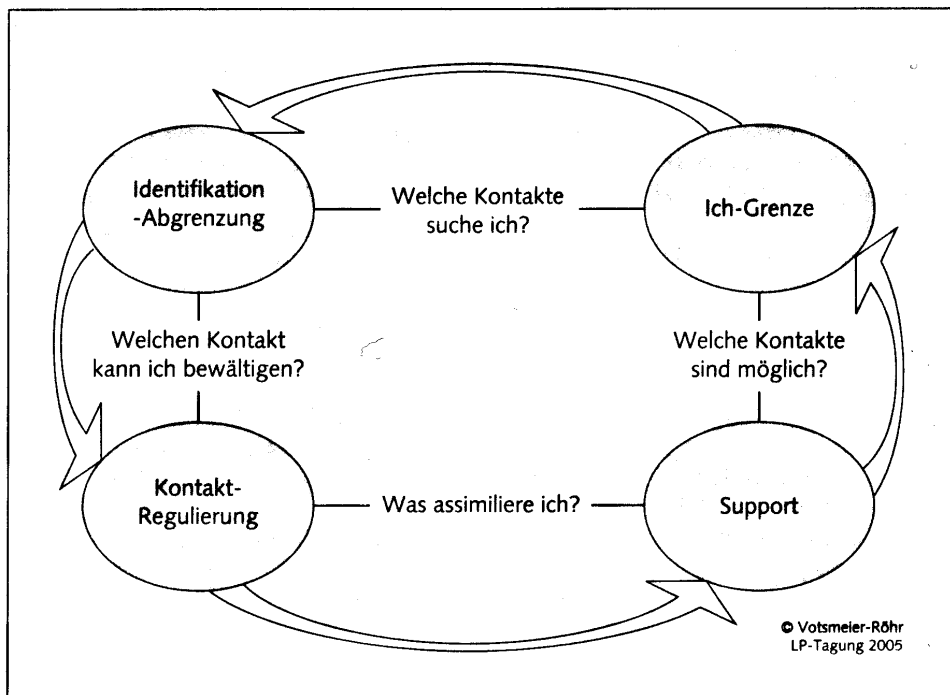 Identifikation
-Abgrenzung
Welche Kontakte
suche ich?
Ich-Grenze
Welchen Kontakt
kann ich bewältigen?
Welche Kontakte
sind möglich?
Kontakt-
Regulierung
Was assimiliere ich?
Support
© Votsmeier-Röhr
LP-Tagung 2005